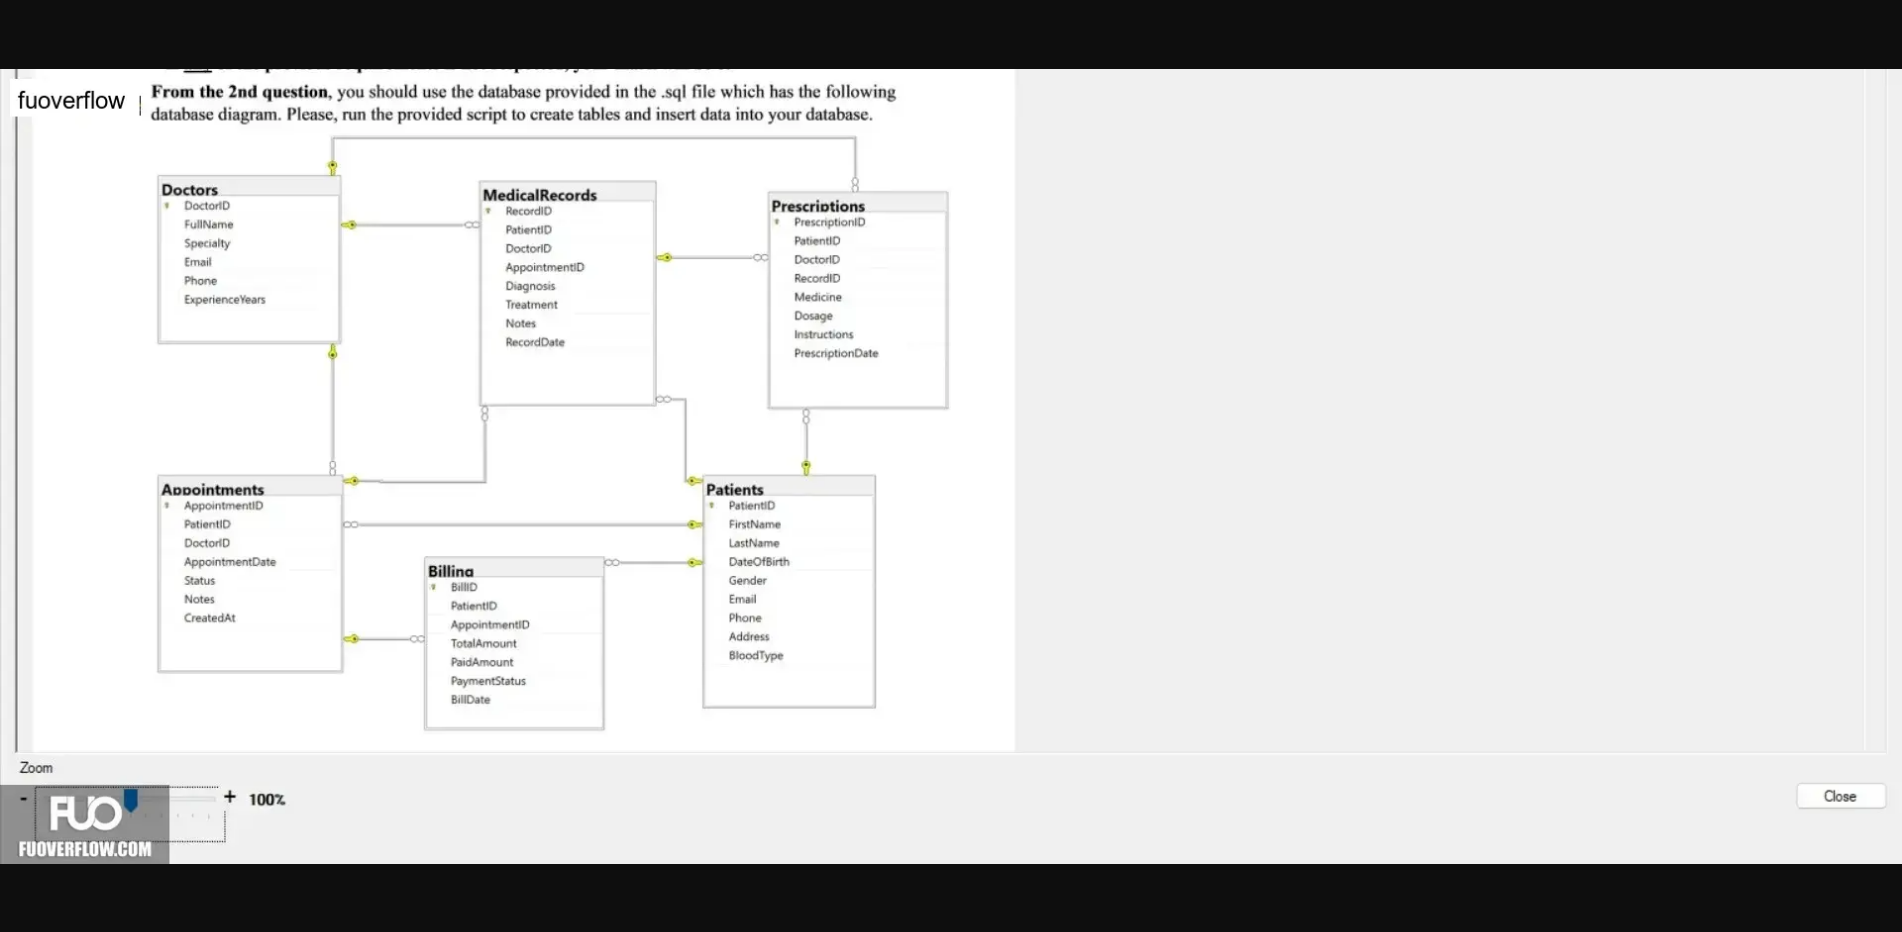 fuoverflow
From the 2nd question, you should use the database provided in the .sql file which has the following
database diagram. Please, run the provided script to create tables and insert data into your database.
Doctors
DoctorID
FullName
Specialty
Email
Phone
ExperienceYears
MedicalRecords
RecordID
PatientID
DoctorID
AppointmentID
Diagnosis
Treatment
Notes
RecordDate
Prescriptions
PrescriptionID
PatientID
DoctorID
RecordID
Medicine
Dosage
Instructions
PrescriptionDate
Appointments
AppointmentID
PatientID
DoctorID
AppointmentDate
Status
Notes
CreatedAt
Billing
BillID
PatientID
AppointmentID
TotalAmount
PaidAmount
PaymentStatus
BillDate
Patients
PatientID
FirstName
LastName
DateOfBirth
Gender
Email
Phone
Address
BloodType
Zoom
- + 100%
Close
FUO
FUOVERFLOW.COM